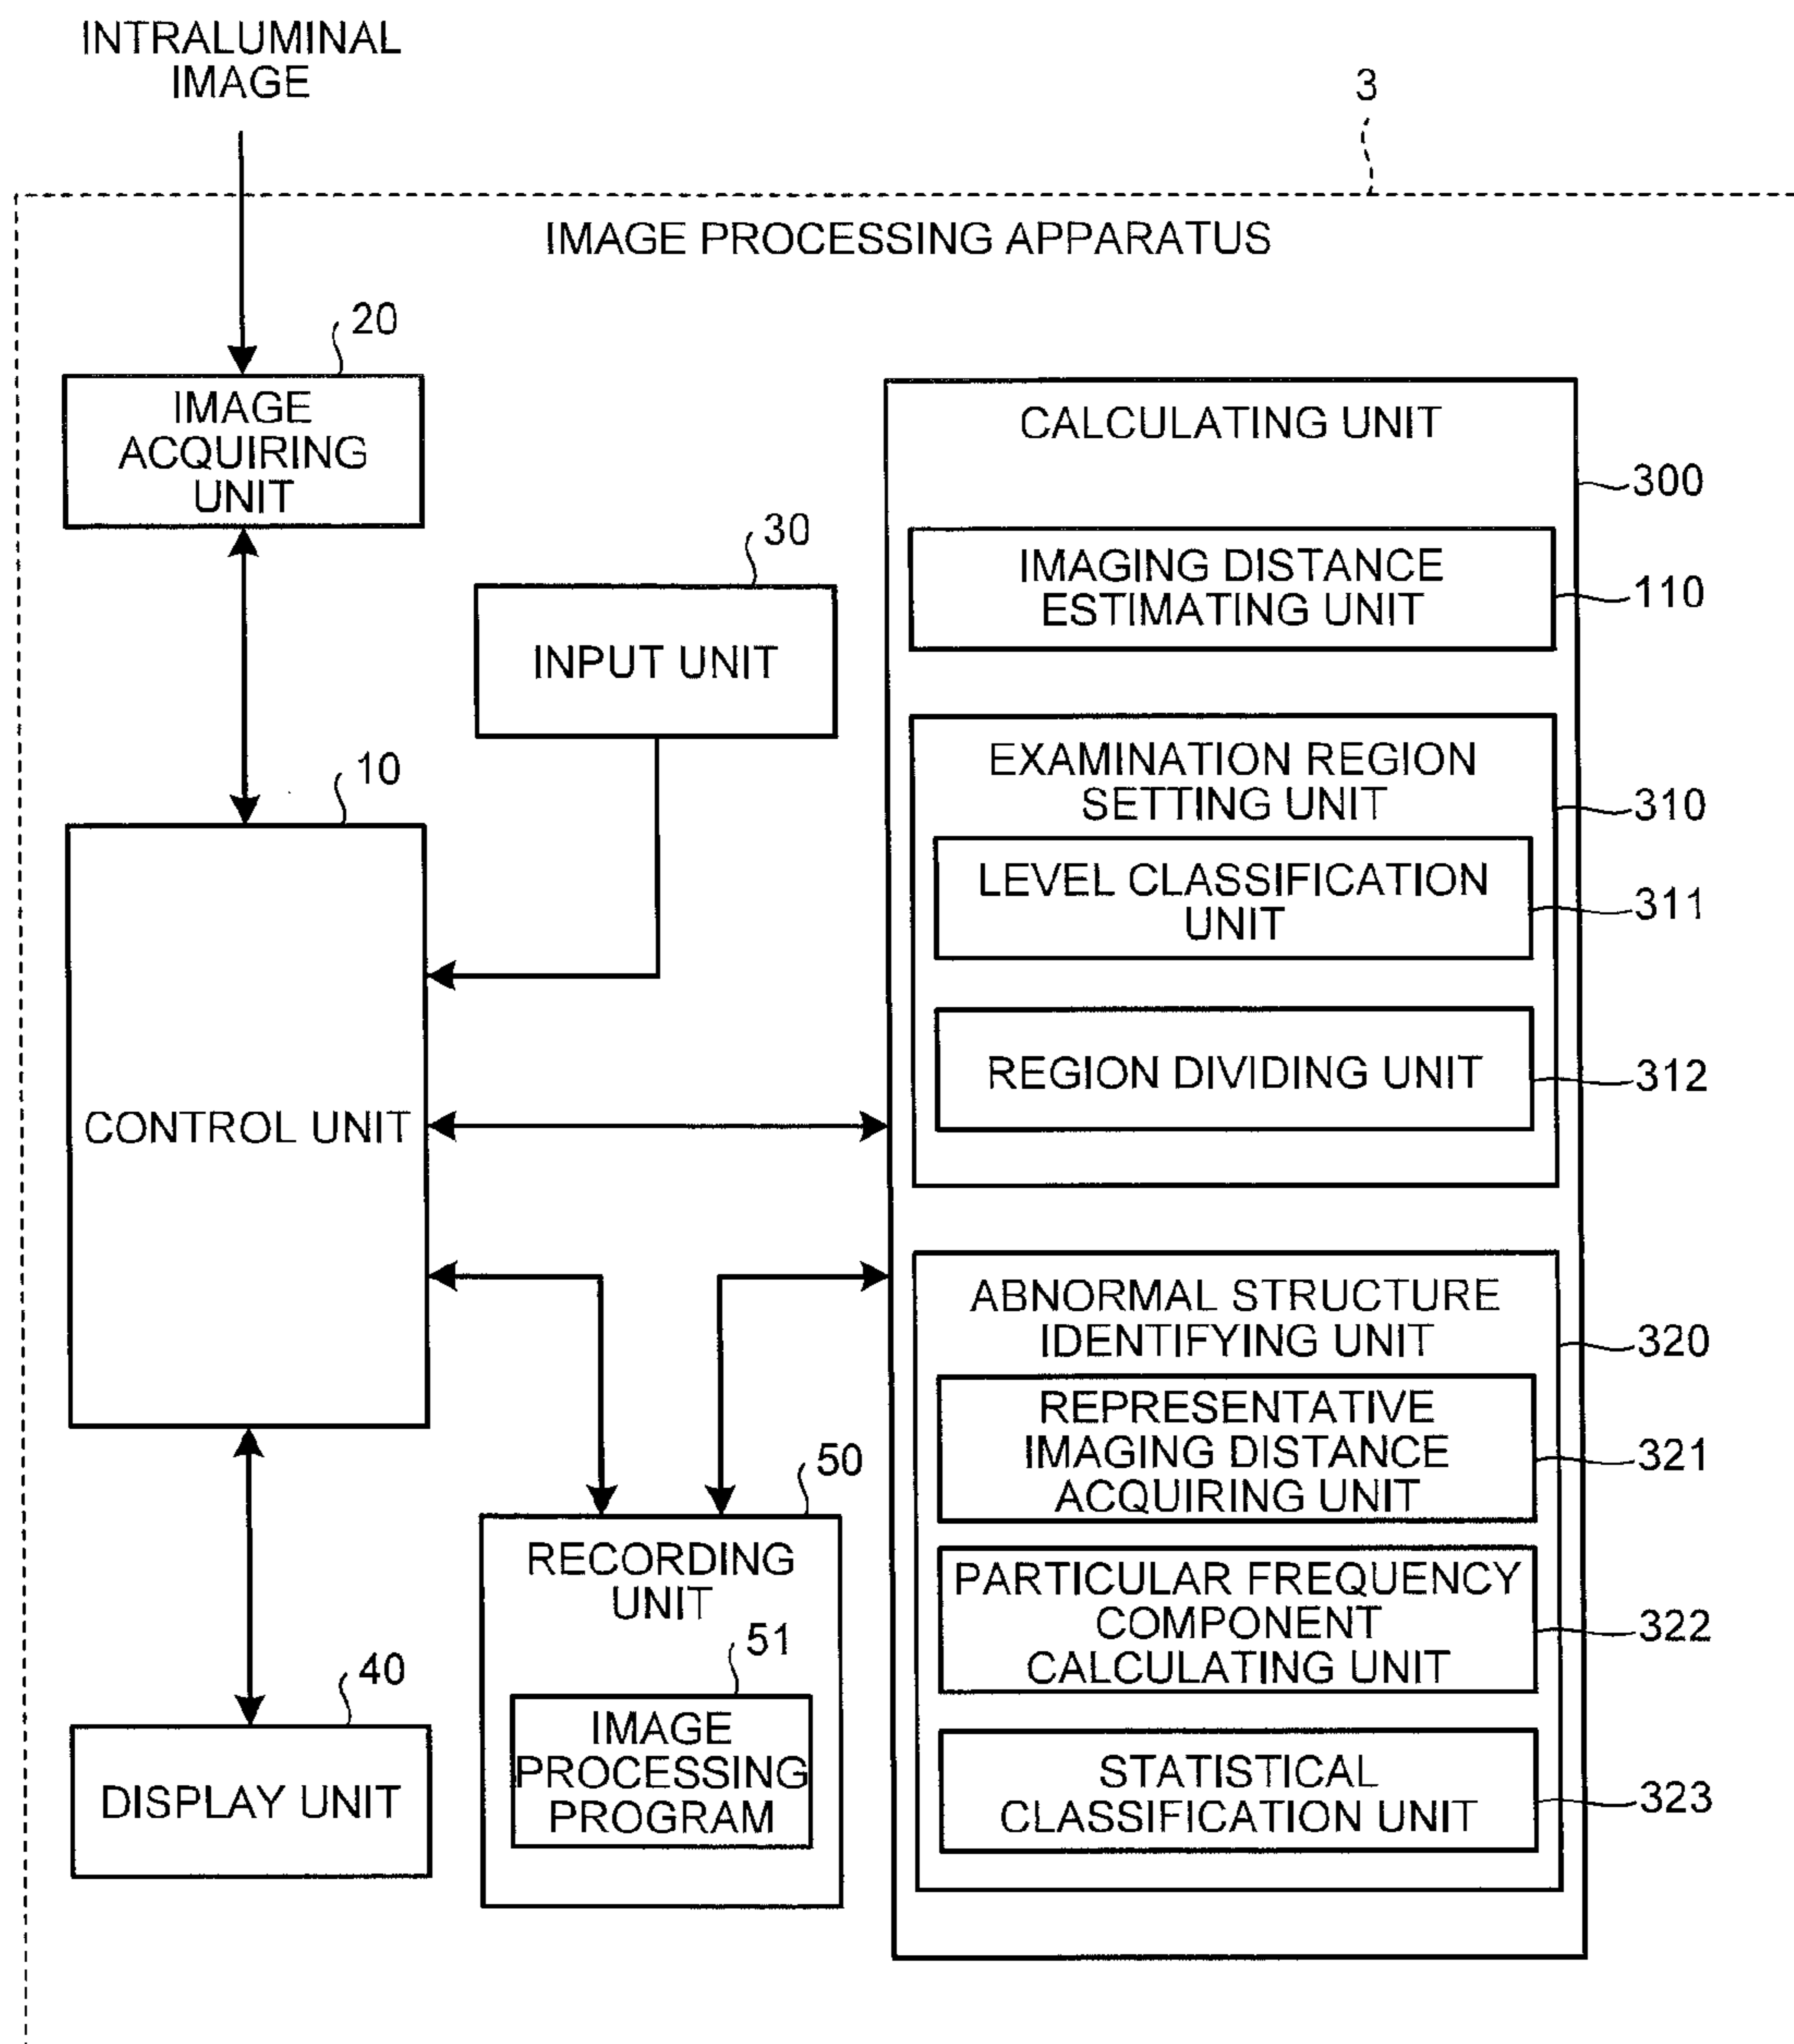 INTRALUMINAL
IMAGE
3
IMAGE PROCESSING APPARATUS
20
IMAGE
ACQUIRING
UNIT
30
INPUT UNIT
10
CONTROL UNIT
40
DISPLAY UNIT
50
RECORDING
UNIT
51
IMAGE
PROCESSING
PROGRAM
CALCULATING UNIT
300
IMAGING DISTANCE
ESTIMATING UNIT
110
EXAMINATION REGION
SETTING UNIT
310
LEVEL CLASSIFICATION
UNIT
311
REGION DIVIDING UNIT
312
ABNORMAL STRUCTURE
IDENTIFYING UNIT
320
REPRESENTATIVE
IMAGING DISTANCE
ACQUIRING UNIT
321
PARTICULAR FREQUENCY
COMPONENT
CALCULATING UNIT
322
STATISTICAL
CLASSIFICATION UNIT
323